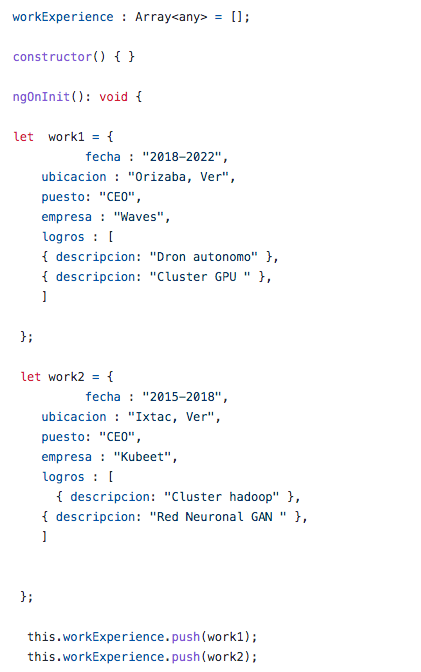 workExperience : Array<any> = [];
constructor() { }
ngOnInit(): void {
let  work1 = {
          fecha : "2018–2022",
    ubicacion : "Orizaba, Ver",
    puesto: "CEO",
    empresa : "Waves",
    logros : [
    { descripcion: "Dron autonomo" },
    { descripcion: "Cluster GPU " },
    ]
 };
 let work2 = {
          fecha : "2015–2018",
    ubicacion : "Ixtac, Ver",
    puesto: "CEO",
    empresa : "Kubeet",
    logros : [
      { descripcion: "Cluster hadoop" },
    { descripcion: "Red Neuronal GAN " },
    ]
 };
  this.workExperience.push(work1);
  this.workExperience.push(work2);